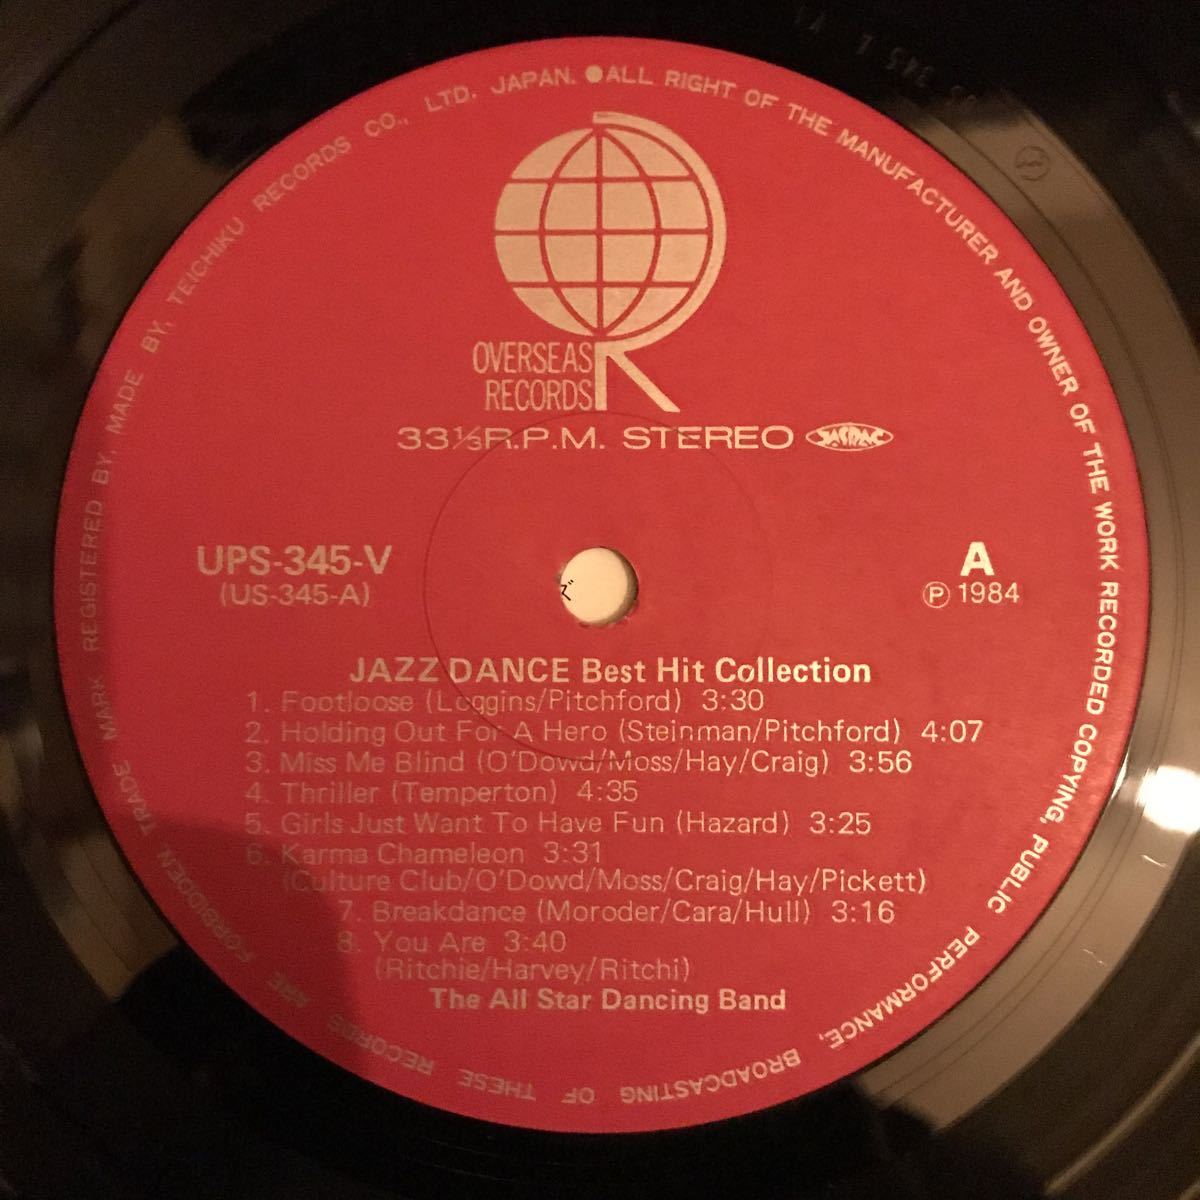 TRADE MARK REGISTERED BY, MADE BY, TEICHIKU RECORDS CO., LTD. JAPAN. ●ALL RIGHT OF THE MANUFACTURER AND OWNER OF THE WORK RECORDED COPYING, PUBLIC PERFORMANCE, BROADCASTING OF THESE RECORDS ARE FORBIDDEN
OVERSEAS
RECORDS
R
33⅓R.P.M. STEREO JASRAC
UPS-345-V
(US-345-A)
A
Ⓟ 1984
JAZZ DANCE Best Hit Collection
1. Footloose (Loggins/Pitchford) 3:30
2. Holding Out For A Hero (Steinman/Pitchford) 4:07
3. Miss Me Blind (O'Dowd/Moss/Hay/Craig) 3:56
4. Thriller (Temperton) 4:35
5. Girls Just Want To Have Fun (Hazard) 3:25
6. Karma Chameleon 3:31
(Culture Club/O'Dowd/Moss/Craig/Hay/Pickett)
7. Breakdance (Moroder/Cara/Hull) 3:16
8. You Are 3:40
(Ritchie/Harvey/Ritchi)
The All Star Dancing Band